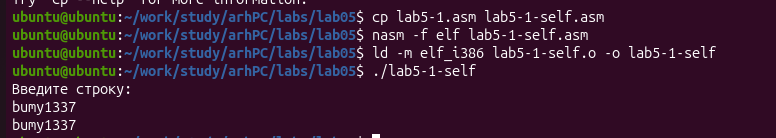 Try 'cp --help' for more information.
ubuntu@ubuntu:~/work/study/arhPC/labs/lab05$ cp lab5-1.asm lab5-1-self.asm
ubuntu@ubuntu:~/work/study/arhPC/labs/lab05$ nasm -f elf lab5-1-self.asm
ubuntu@ubuntu:~/work/study/arhPC/labs/lab05$ ld -m elf_i386 lab5-1-self.o -o lab5-1-self
ubuntu@ubuntu:~/work/study/arhPC/labs/lab05$ ./lab5-1-self
Введите строку:
bumy1337
bumy1337